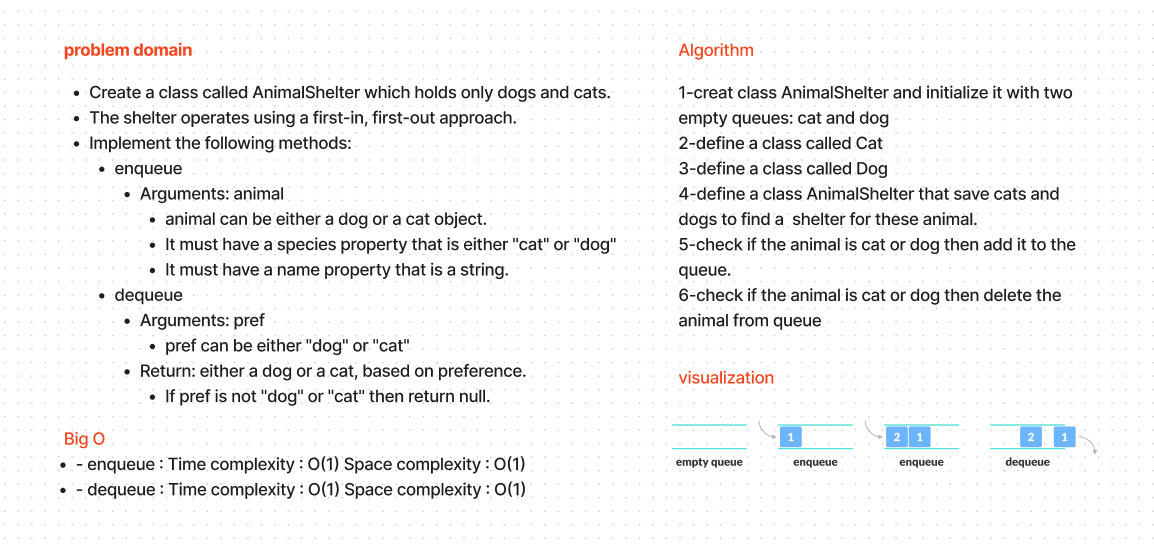 problem domain
• Create a class called AnimalShelter which holds only dogs and cats.
• The shelter operates using a first-in, first-out approach.
• Implement the following methods:
• enqueue
• Arguments: animal
• animal can be either a dog or a cat object.
• It must have a species property that is either "cat" or "dog"
• It must have a name property that is a string.
• dequeue
• Arguments: pref
• pref can be either "dog" or "cat"
• Return: either a dog or a cat, based on preference.
• If pref is not "dog" or "cat" then return null.
Big O
• - enqueue : Time complexity : O(1) Space complexity : O(1)
• - dequeue : Time complexity : O(1) Space complexity : O(1)
Algorithm
1-creat class AnimalShelter and initialize it with two
empty queues: cat and dog
2-define a class called Cat
3-define a class called Dog
4-define a class AnimalShelter that save cats and
dogs to find a  shelter for these animal.
5-check if the animal is cat or dog then add it to the
queue.
6-check if the animal is cat or dog then delete the
animal from queue
visualization
1
2 1
2 1
empty queue
enqueue
enqueue
dequeue